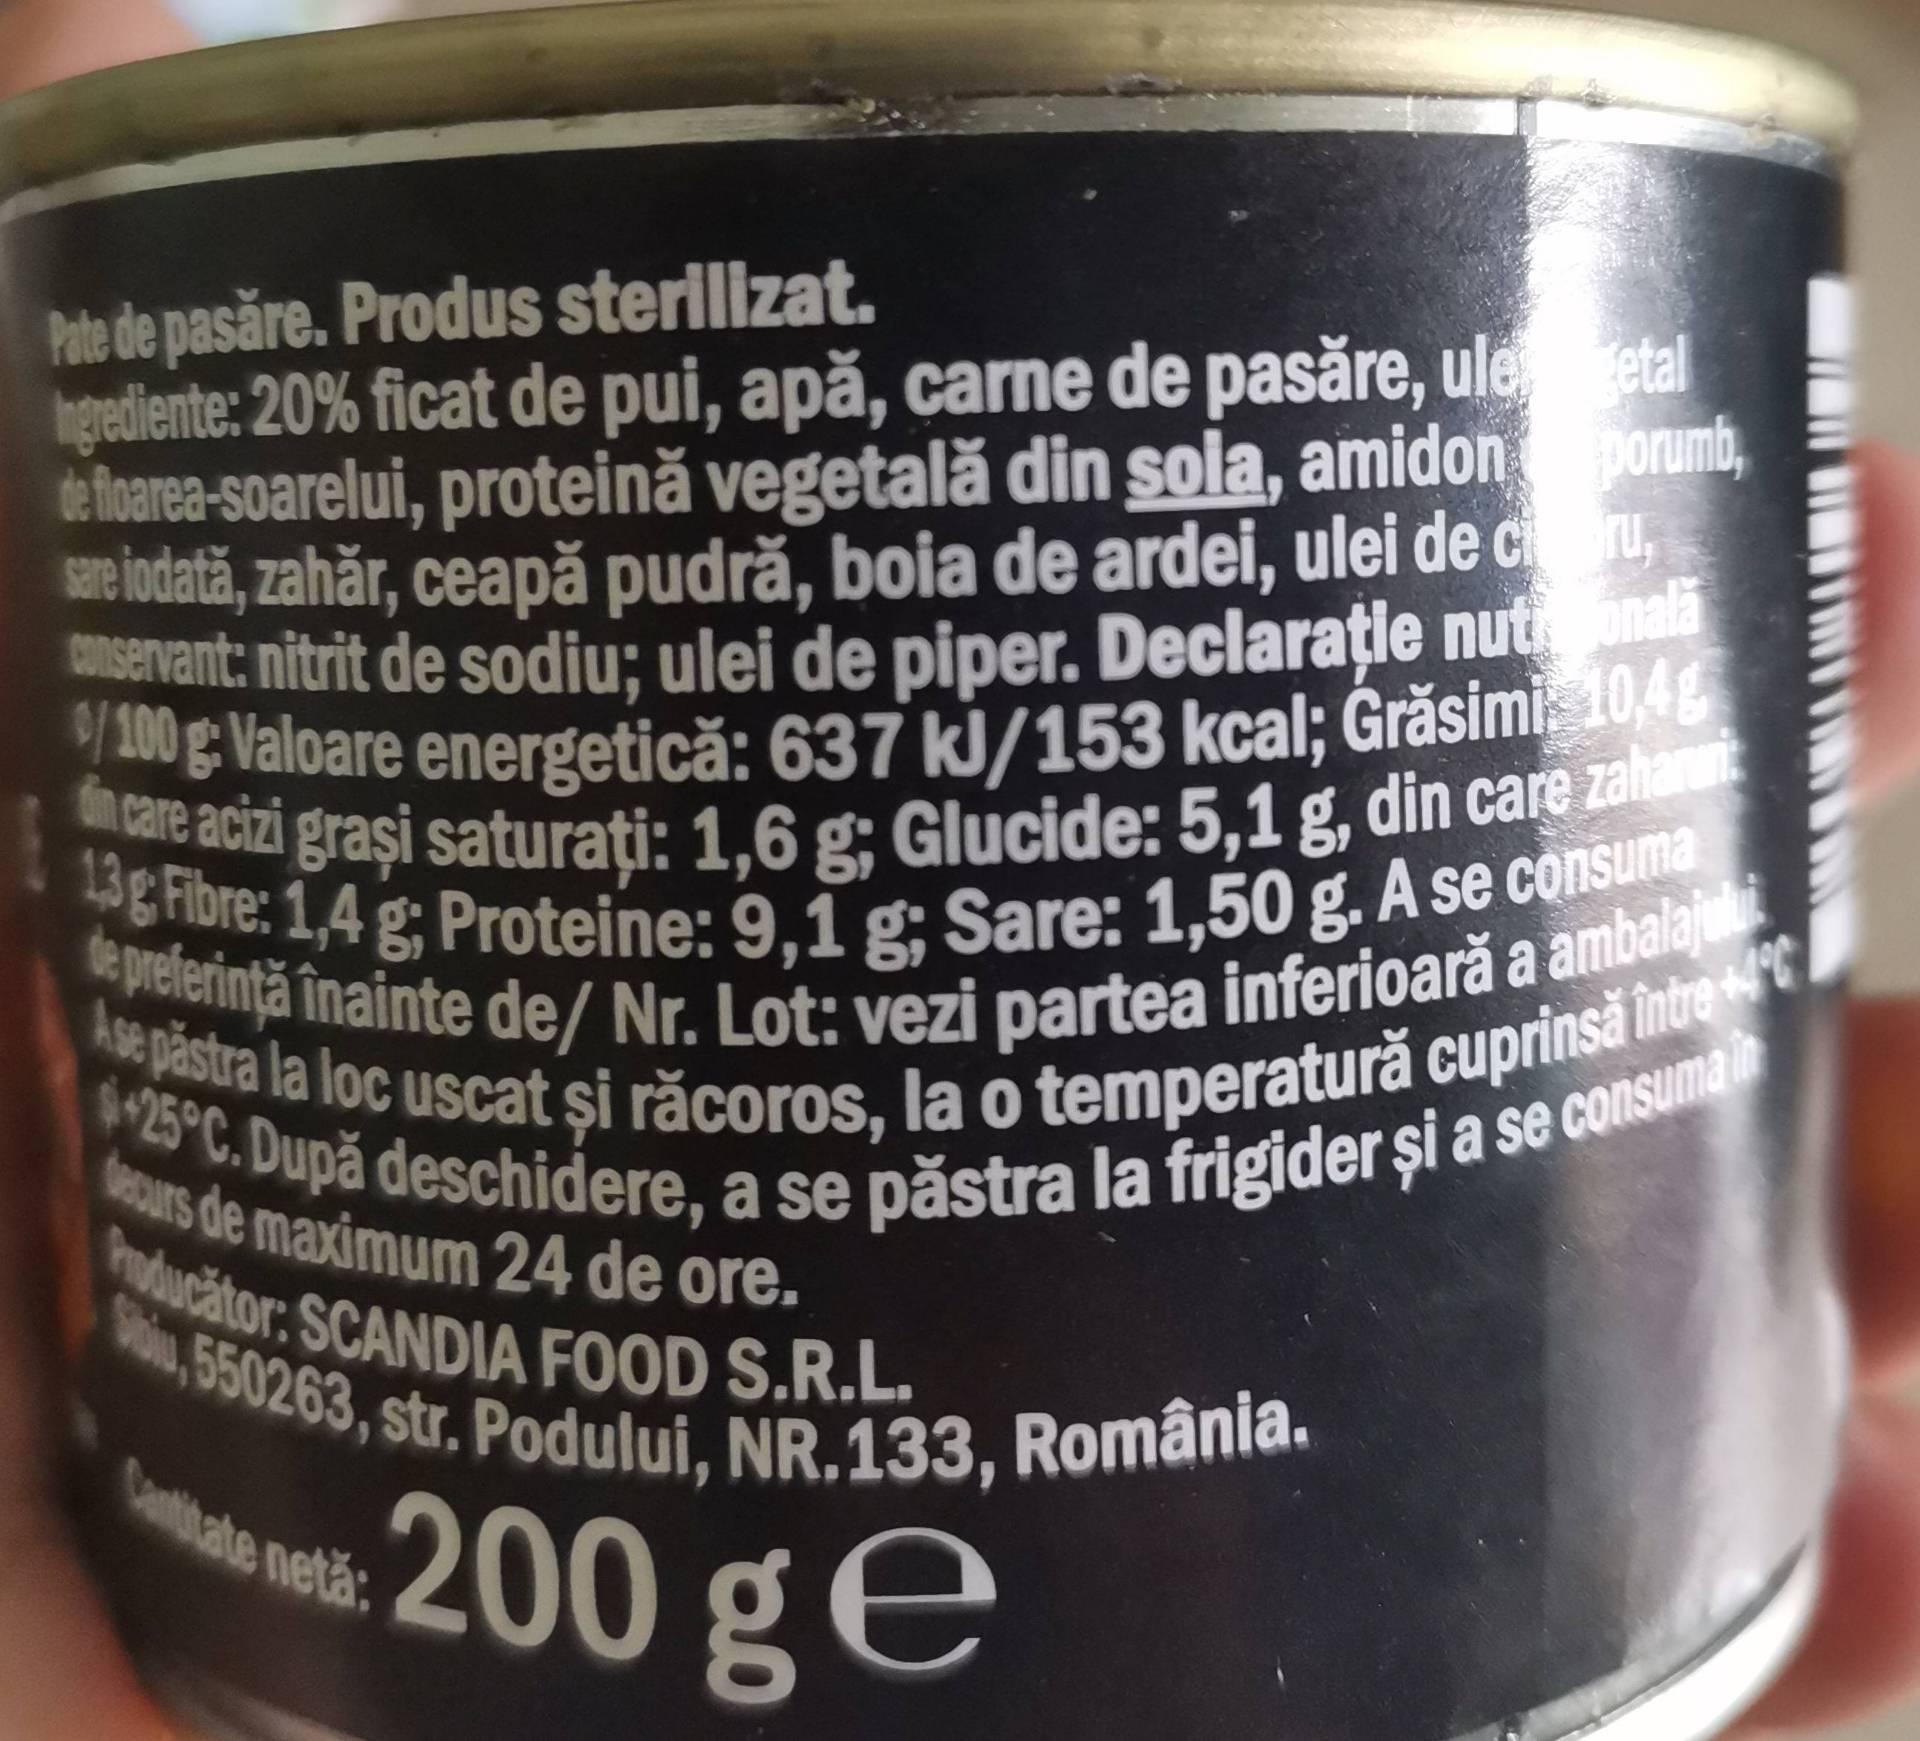 Pate de pasăre. Produs sterilizat.
Ingrediente: 20% ficat de pui, apă, carne de pasăre, ulei
de floarea-soarelui, proteină vegetală din soia, amidon porumb,
sare iodată, zahăr, ceapă pudră, boia de ardei, ulei de
conservant: nitrit de sodiu; ulei de piper. Declarație
/100 g: Valoare energetică: 637 kJ/153 kcal; Grăsimi: 10,4 g,
din care acizi grași saturați: 1,6 g; Glucide: 5,1 g, din care zaharuri:
1,3 g; Fibre: 1,4 g; Proteine: 9,1 g; Sare: 1,50 g. A se consuma
de preferință înainte de/ Nr. Lot: vezi partea inferioară a ambalajului.
A se păstra la loc uscat și răcoros, la o temperatură cuprinsă între +4°C
și +25°C. După deschidere, a se păstra la frigider și a se consuma în
decurs de maximum 24 de ore.
Producător: SCANDIA FOOD S.R.L.
Sibiu, 550263, str. Podului, NR.133, România.
Cantitate netă: 200 g e